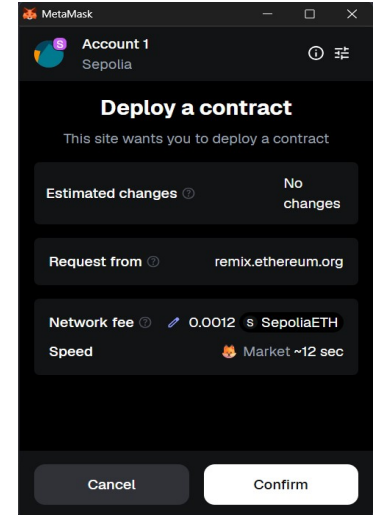 MetaMask
S
Account 1
Sepolia
Deploy a contract
This site wants you to deploy a contract
Estimated changes ? No changes
Request from ? remix.ethereum.org
Network fee ? 0.0012 S SepoliaETH
Speed Market ~12 sec
Cancel Confirm